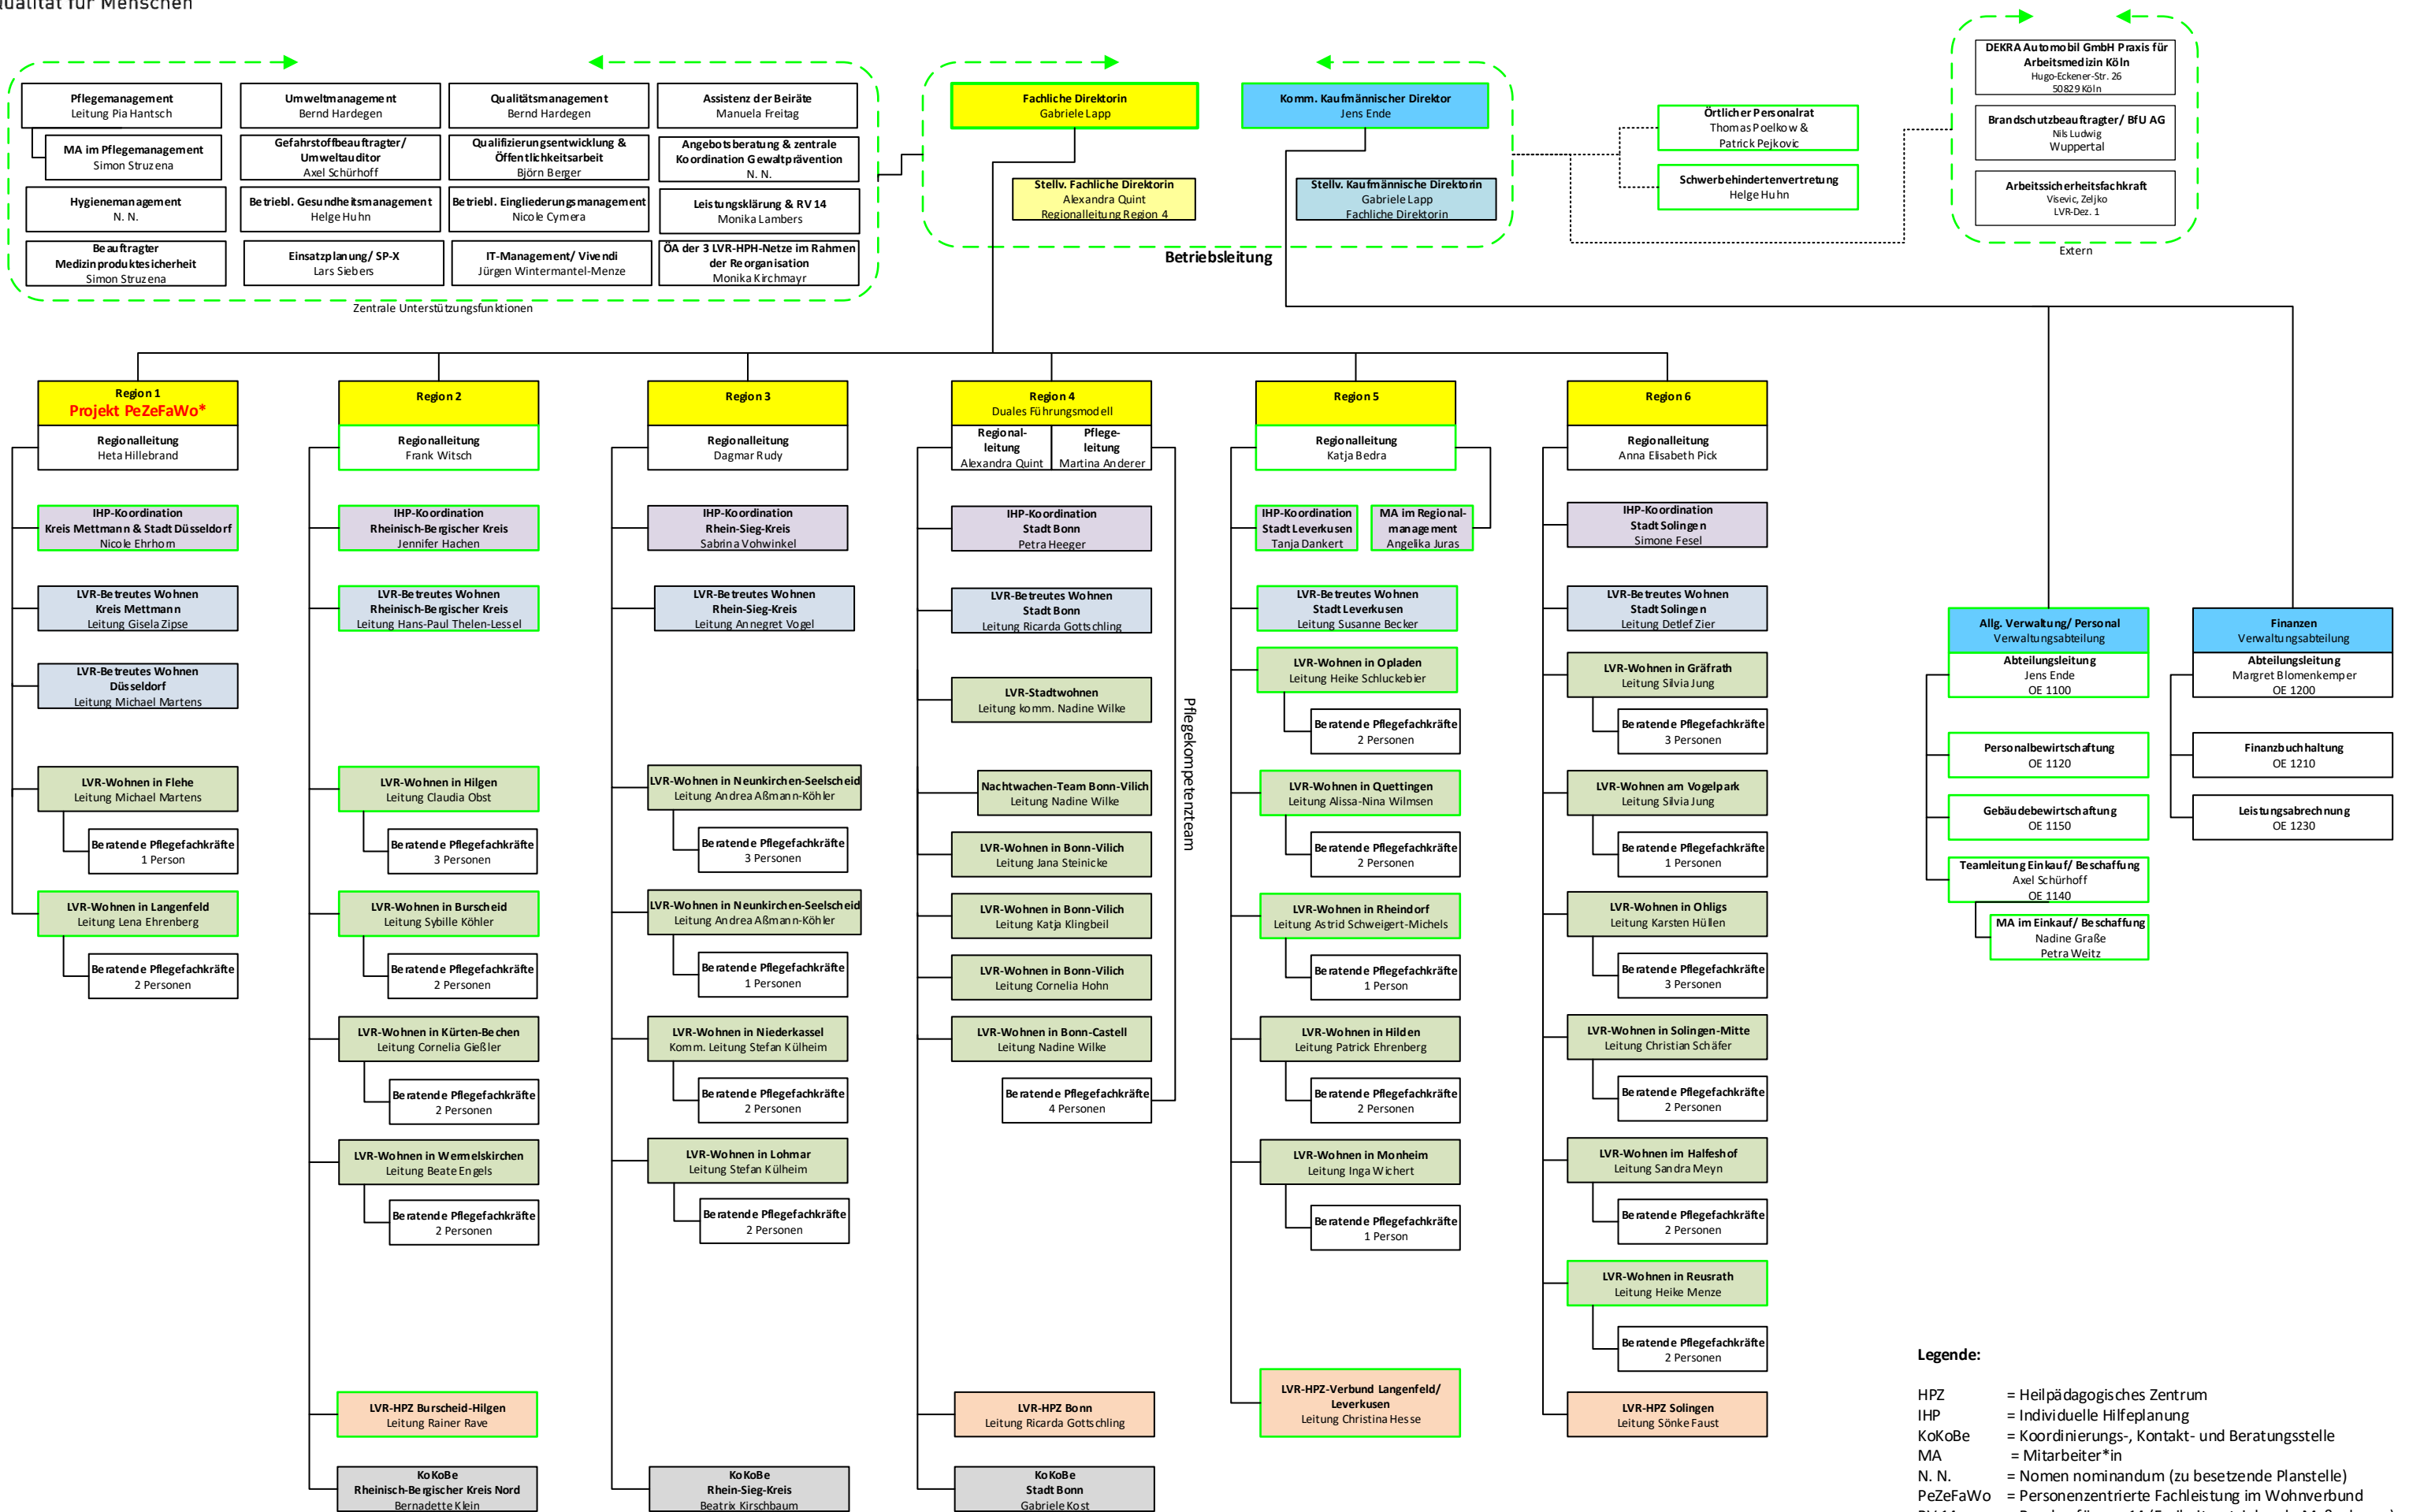 Qualität für Menschen
Pflegemanagement
Leitung Pia Hantsch
MA im Pflegemanagement
Simon Struzena
Hygienemanagement
N. N.
Beauftragter
Medizinproduktesicherheit
Simon Struzena
Umweltmanagement
Bernd Hardegen
Gefahrstoffbeauftragter/
Umweltauditor
Axel Schürhoff
Betriebl. Gesundheitsmanagement
Helge Huhn
Einsatzplanung/ SP-X
Lars Siebers
Qualitätsmanagement
Bernd Hardegen
Qualifizierungsentwicklung &
Öffentlichkeitsarbeit
Björn Berger
Betriebl. Eingliederungsmanagement
Nicole Cymera
IT-Management/ Vivendi
Jürgen Wintermantel-Menze
Assistenz der Beiräte
Manuela Freitag
Angebotsberatung & zentrale
Koordination Gewaltprävention
N. N.
Leistungsklärung & RV 14
Monika Lambers
ÖA der 3 LVR-HPH-Netze im Rahmen
der Reorganisation
Monika Kirchmayr
Zentrale Unterstützungsfunktionen
Fachliche Direktorin
Gabriele Lapp
Komm. Kaufmännischer Direktor
Jens Ende
Stellv. Fachliche Direktorin
Alexandra Quint
Regionalleitung Region 4
Stellv. Kaufmännische Direktorin
Gabriele Lapp
Fachliche Direktorin
Betriebsleitung
Örtlicher Personalrat
Thomas Poelkow &
Patrick Pejkovic
Schwerbehindertenvertretung
Helge Huhn
DEKRA Automobil GmbH Praxis für
Arbeitsmedizin Köln
Hugo-Eckener-Str. 26
50829 Köln
Brandschutzbeauftragter/ BfU AG
Nils Ludwig
Wuppertal
Arbeitssicherheitsfachkraft
Visevic, Zeljko
LVR-Dez. 1
Extern
Region 1
Projekt PeZeFaWo*
Regionalleitung
Heta Hillebrand
IHP-Koordination
Kreis Mettmann & Stadt Düsseldorf
Nicole Ehrhorn
LVR-Betreutes Wohnen
Kreis Mettmann
Leitung Gisela Zipse
LVR-Betreutes Wohnen
Düsseldorf
Leitung Michael Martens
LVR-Wohnen in Flehe
Leitung Michael Martens
Beratende Pflegefachkräfte
1 Person
LVR-Wohnen in Langenfeld
Leitung Lena Ehrenberg
Beratende Pflegefachkräfte
2 Personen
Region 2
Regionalleitung
Frank Witsch
IHP-Koordination
Rheinisch-Bergischer Kreis
Jennifer Hachen
LVR-Betreutes Wohnen
Rheinisch-Bergischer Kreis
Leitung Hans-Paul Thelen-Lessel
LVR-Wohnen in Hilgen
Leitung Claudia Obst
Beratende Pflegefachkräfte
3 Personen
LVR-Wohnen in Burscheid
Leitung Sybille Köhler
Beratende Pflegefachkräfte
2 Personen
LVR-Wohnen in Kürten-Bechen
Leitung Cornelia Gießler
Beratende Pflegefachkräfte
2 Personen
LVR-Wohnen in Wermelskirchen
Leitung Beate Engels
Beratende Pflegefachkräfte
2 Personen
LVR-HPZ Burscheid-Hilgen
Leitung Rainer Rave
KoKoBe
Rheinisch-Bergischer Kreis Nord
Bernadette Klein
Region 3
Regionalleitung
Dagmar Rudy
IHP-Koordination
Rhein-Sieg-Kreis
Sabrina Vohwinkel
LVR-Betreutes Wohnen
Rhein-Sieg-Kreis
Leitung Annegret Vogel
LVR-Wohnen in Neunkirchen-Seelscheid
Leitung Andrea Aßmann-Köhler
Beratende Pflegefachkräfte
3 Personen
LVR-Wohnen in Neunkirchen-Seelscheid
Leitung Andrea Aßmann-Köhler
Beratende Pflegefachkräfte
1 Personen
LVR-Wohnen in Niederkassel
Komm. Leitung Stefan Külheim
Beratende Pflegefachkräfte
2 Personen
LVR-Wohnen in Lohmar
Leitung Stefan Külheim
Beratende Pflegefachkräfte
2 Personen
KoKoBe
Rhein-Sieg-Kreis
Beatrix Kirschbaum
Region 4
Duales Führungsmodell
Regional-
leitung
Alexandra Quint
Pflege-
leitung
Martina Anderer
IHP-Koordination
Stadt Bonn
Petra Heeger
LVR-Betreutes Wohnen
Stadt Bonn
Leitung Ricarda Gottschling
LVR-Stadtwohnen
Leitung komm. Nadine Wilke
Nachtwachen-Team Bonn-Vilich
Leitung Nadine Wilke
LVR-Wohnen in Bonn-Vilich
Leitung Jana Steinicke
LVR-Wohnen in Bonn-Vilich
Leitung Katja Klingbeil
LVR-Wohnen in Bonn-Vilich
Leitung Cornelia Hohn
LVR-Wohnen in Bonn-Castell
Leitung Nadine Wilke
Beratende Pflegefachkräfte
4 Personen
Pflegekompetenzteam
LVR-HPZ Bonn
Leitung Ricarda Gottschling
KoKoBe
Stadt Bonn
Gabriele Kost
Region 5
Regionalleitung
Katja Bedra
IHP-Koordination
Stadt Leverkusen
Tanja Dankert
MA im Regional-
management
Angelika Juras
LVR-Betreutes Wohnen
Stadt Leverkusen
Leitung Susanne Becker
LVR-Wohnen in Opladen
Leitung Heike Schluckebier
Beratende Pflegefachkräfte
2 Personen
LVR-Wohnen in Quettingen
Leitung Alissa-Nina Wilmsen
Beratende Pflegefachkräfte
2 Personen
LVR-Wohnen in Rheindorf
Leitung Astrid Schweigert-Michels
Beratende Pflegefachkräfte
1 Person
LVR-Wohnen in Hilden
Leitung Patrick Ehrenberg
Beratende Pflegefachkräfte
2 Personen
LVR-Wohnen in Monheim
Leitung Inga Wichert
Beratende Pflegefachkräfte
1 Person
LVR-HPZ-Verbund Langenfeld/
Leverkusen
Leitung Christina Hesse
Region 6
Regionalleitung
Anna Elisabeth Pick
IHP-Koordination
Stadt Solingen
Simone Fesel
LVR-Betreutes Wohnen
Stadt Solingen
Leitung Detlef Zier
LVR-Wohnen in Gräfrath
Leitung Silvia Jung
Beratende Pflegefachkräfte
3 Personen
LVR-Wohnen am Vogelpark
Leitung Silvia Jung
Beratende Pflegefachkräfte
1 Personen
LVR-Wohnen in Ohligs
Leitung Karsten Hüllen
Beratende Pflegefachkräfte
3 Personen
LVR-Wohnen in Solingen-Mitte
Leitung Christian Schäfer
Beratende Pflegefachkräfte
2 Personen
LVR-Wohnen im Halfeshof
Leitung Sandra Meyn
Beratende Pflegefachkräfte
2 Personen
LVR-Wohnen in Reusrath
Leitung Heike Menze
Beratende Pflegefachkräfte
2 Personen
LVR-HPZ Solingen
Leitung Sönke Faust
Allg. Verwaltung/ Personal
Verwaltungsabteilung
Abteilungsleitung
Jens Ende
OE 1100
Personalbewirtschaftung
OE 1120
Gebäudebewirtschaftung
OE 1150
Teamleitung Einkauf/ Beschaffung
Axel Schürhoff
OE 1140
MA im Einkauf/ Beschaffung
Nadine Graße
Petra Weitz
Finanzen
Verwaltungsabteilung
Abteilungsleitung
Margret Blomenkemper
OE 1200
Finanzbuchhaltung
OE 1210
Leistungsabrechnung
OE 1230
Legende:
HPZ = Heilpädagogisches Zentrum
IHP = Individuelle Hilfeplanung
KoKoBe = Koordinierungs-, Kontakt- und Beratungsstelle
MA = Mitarbeiter*in
N. N. = Nomen nominandum (zu besetzende Planstelle)
PeZeFaWo = Personenzentrierte Fachleistung im Wohnverbund